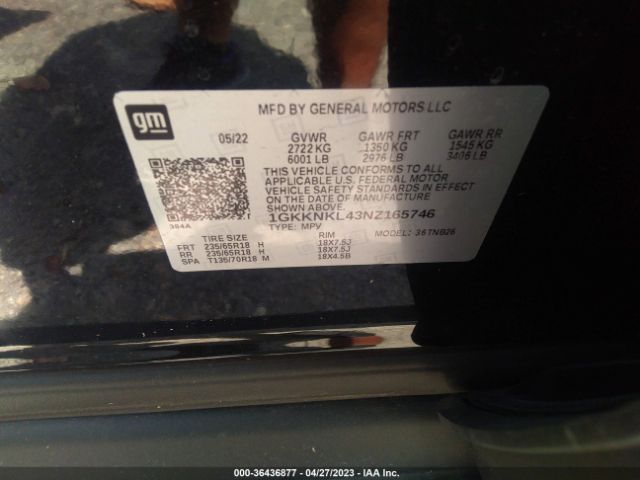 gm
MFD BY GENERAL MOTORS LLC
05/22 GVWR GAWR FRT GAWR RR
2722 KG 1350 KG 1545 KG
6001 LB 2976 LB 3406 LB
THIS VEHICLE CONFORMS TO ALL
APPLICABLE U.S. FEDERAL MOTOR
VEHICLE SAFETY STANDARDS IN EFFECT
ON THE DATE OF MANUFACTURE
SHOWN ABOVE.
384A 1GKKNKL43NZ165746
TYPE: MPV MODEL: 36TNB26
TIRE SIZE RIM
FRT 235/65R18 H 18X7.5J
RR 235/65R18 H 18X7.5J
SPA T135/70R18 M 18X4.5B
000-36436877 - 04/27/2023 - IAA Inc.